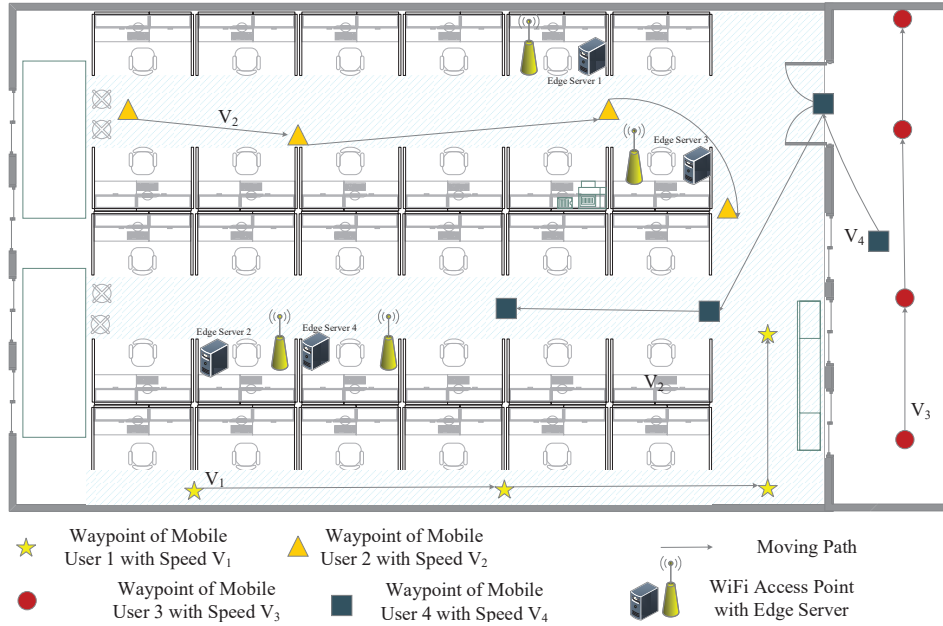 Edge Server 1
V2
Edge Server 3
V4
Edge Server 2
Edge Server 4
V2
V3
V1
Waypoint of Mobile
User 1 with Speed V1
Waypoint of Mobile
User 2 with Speed V2
Moving Path
Waypoint of Mobile
User 3 with Speed V3
Waypoint of Mobile
User 4 with Speed V4
WiFi Access Point
with Edge Server